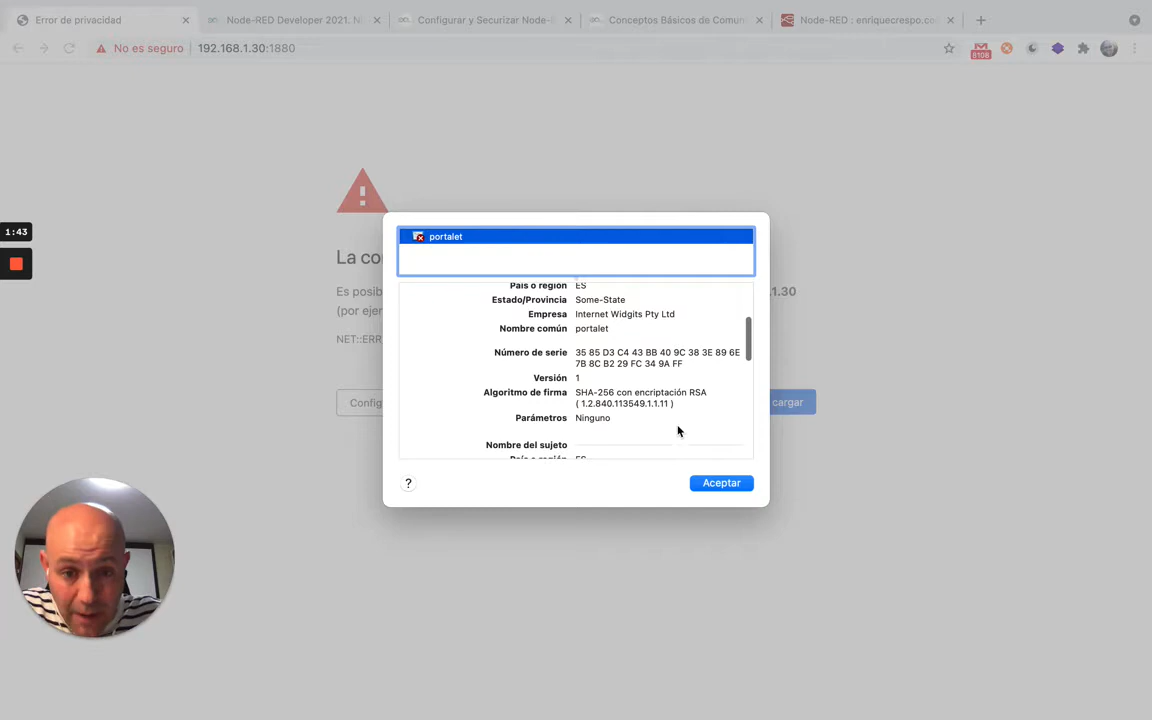 Error de privacidad
Node-RED Developer 2021. N
Configurar y Securizar Node-
Conceptos Básicos de Comun
Node-RED : enriquecrespo.co
No es seguro
192.168.1.30:1880
8108
1:43
La co
Es posib
1.30
(por ejer
NET::ERR
Config
cargar
portalet
País o región ES
Estado/Provincia Some-State
Empresa Internet Widgits Pty Ltd
Nombre común portalet
Número de serie 35 85 D3 C4 43 BB 40 9C 38 3E 89 6E
7B 8C B2 29 FC 34 9A FF
Versión 1
Algoritmo de firma SHA-256 con encriptación RSA
( 1.2.840.113549.1.1.11 )
Parámetros Ninguno
Nombre del sujeto
País o región ES
?
Aceptar